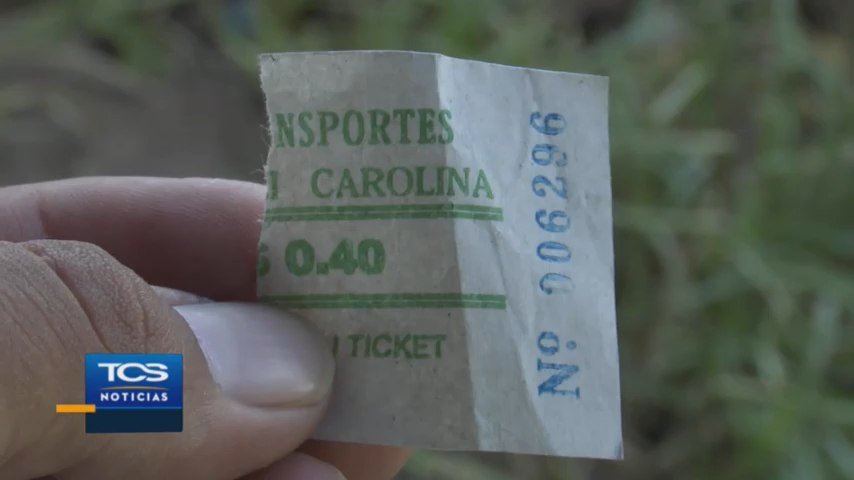 NSPORTES
CAROLINA
$ 0.40
TICKET
Nº 006296
TCS
NOTICIAS